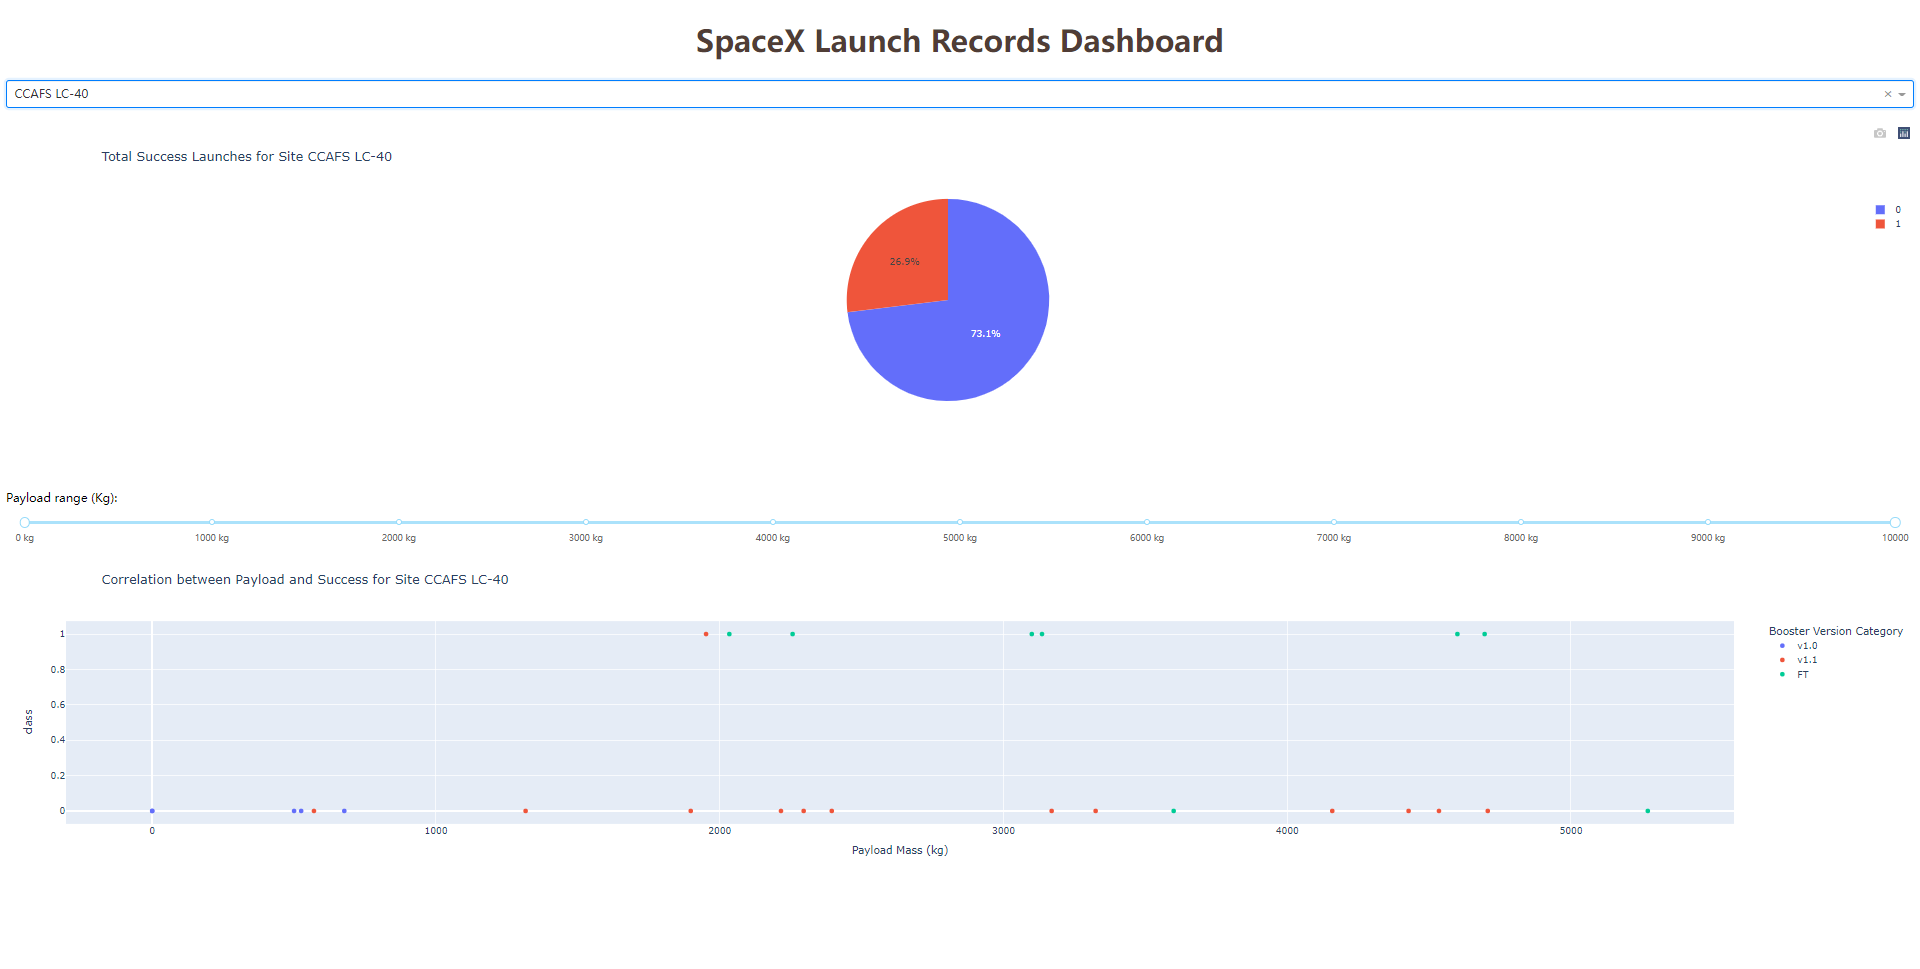 SpaceX Launch Records Dashboard
CCAFS LC-40
Total Success Launches for Site CCAFS LC-40
0
1
26.9%
73.1%
Payload range (Kg):
0 kg 1000 kg 2000 kg 3000 kg 4000 kg 5000 kg 6000 kg 7000 kg 8000 kg 9000 kg 10000
Correlation between Payload and Success for Site CCAFS LC-40
Booster Version Category
v1.0
v1.1
FT
1
0.8
0.6
0.4
0.2
0
class
0 1000 2000 3000 4000 5000
Payload Mass (kg)